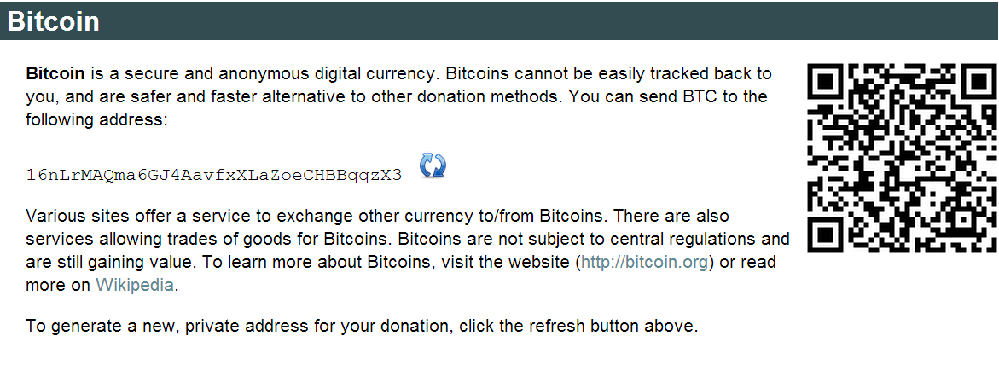 Bitcoin
Bitcoin is a secure and anonymous digital currency. Bitcoins cannot be easily tracked back to
you, and are safer and faster alternative to other donation methods. You can send BTC to the
following address:
16nLrMAQma6GJ4AavfxXLaZoeCHBBqqzX3
Various sites offer a service to exchange other currency to/from Bitcoins. There are also
services allowing trades of goods for Bitcoins. Bitcoins are not subject to central regulations and
are still gaining value. To learn more about Bitcoins, visit the website (http://bitcoin.org) or read
more on Wikipedia.
To generate a new, private address for your donation, click the refresh button above.